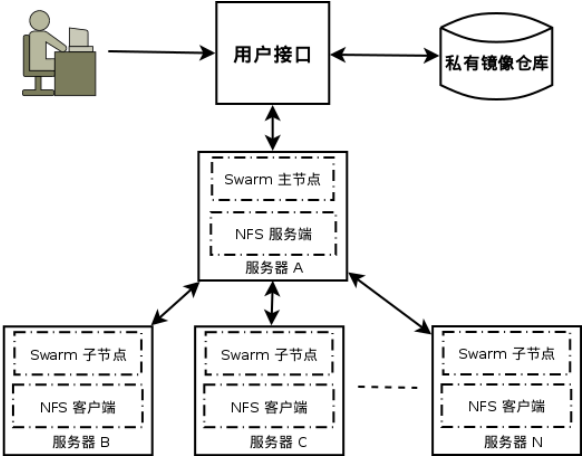 用户接口
私有镜像仓库
Swarm 主节点
NFS 服务端
服务器 A
Swarm 子节点
NFS 客户端
服务器 B
Swarm 子节点
NFS 客户端
服务器 C
Swarm 子节点
NFS 客户端
服务器 N